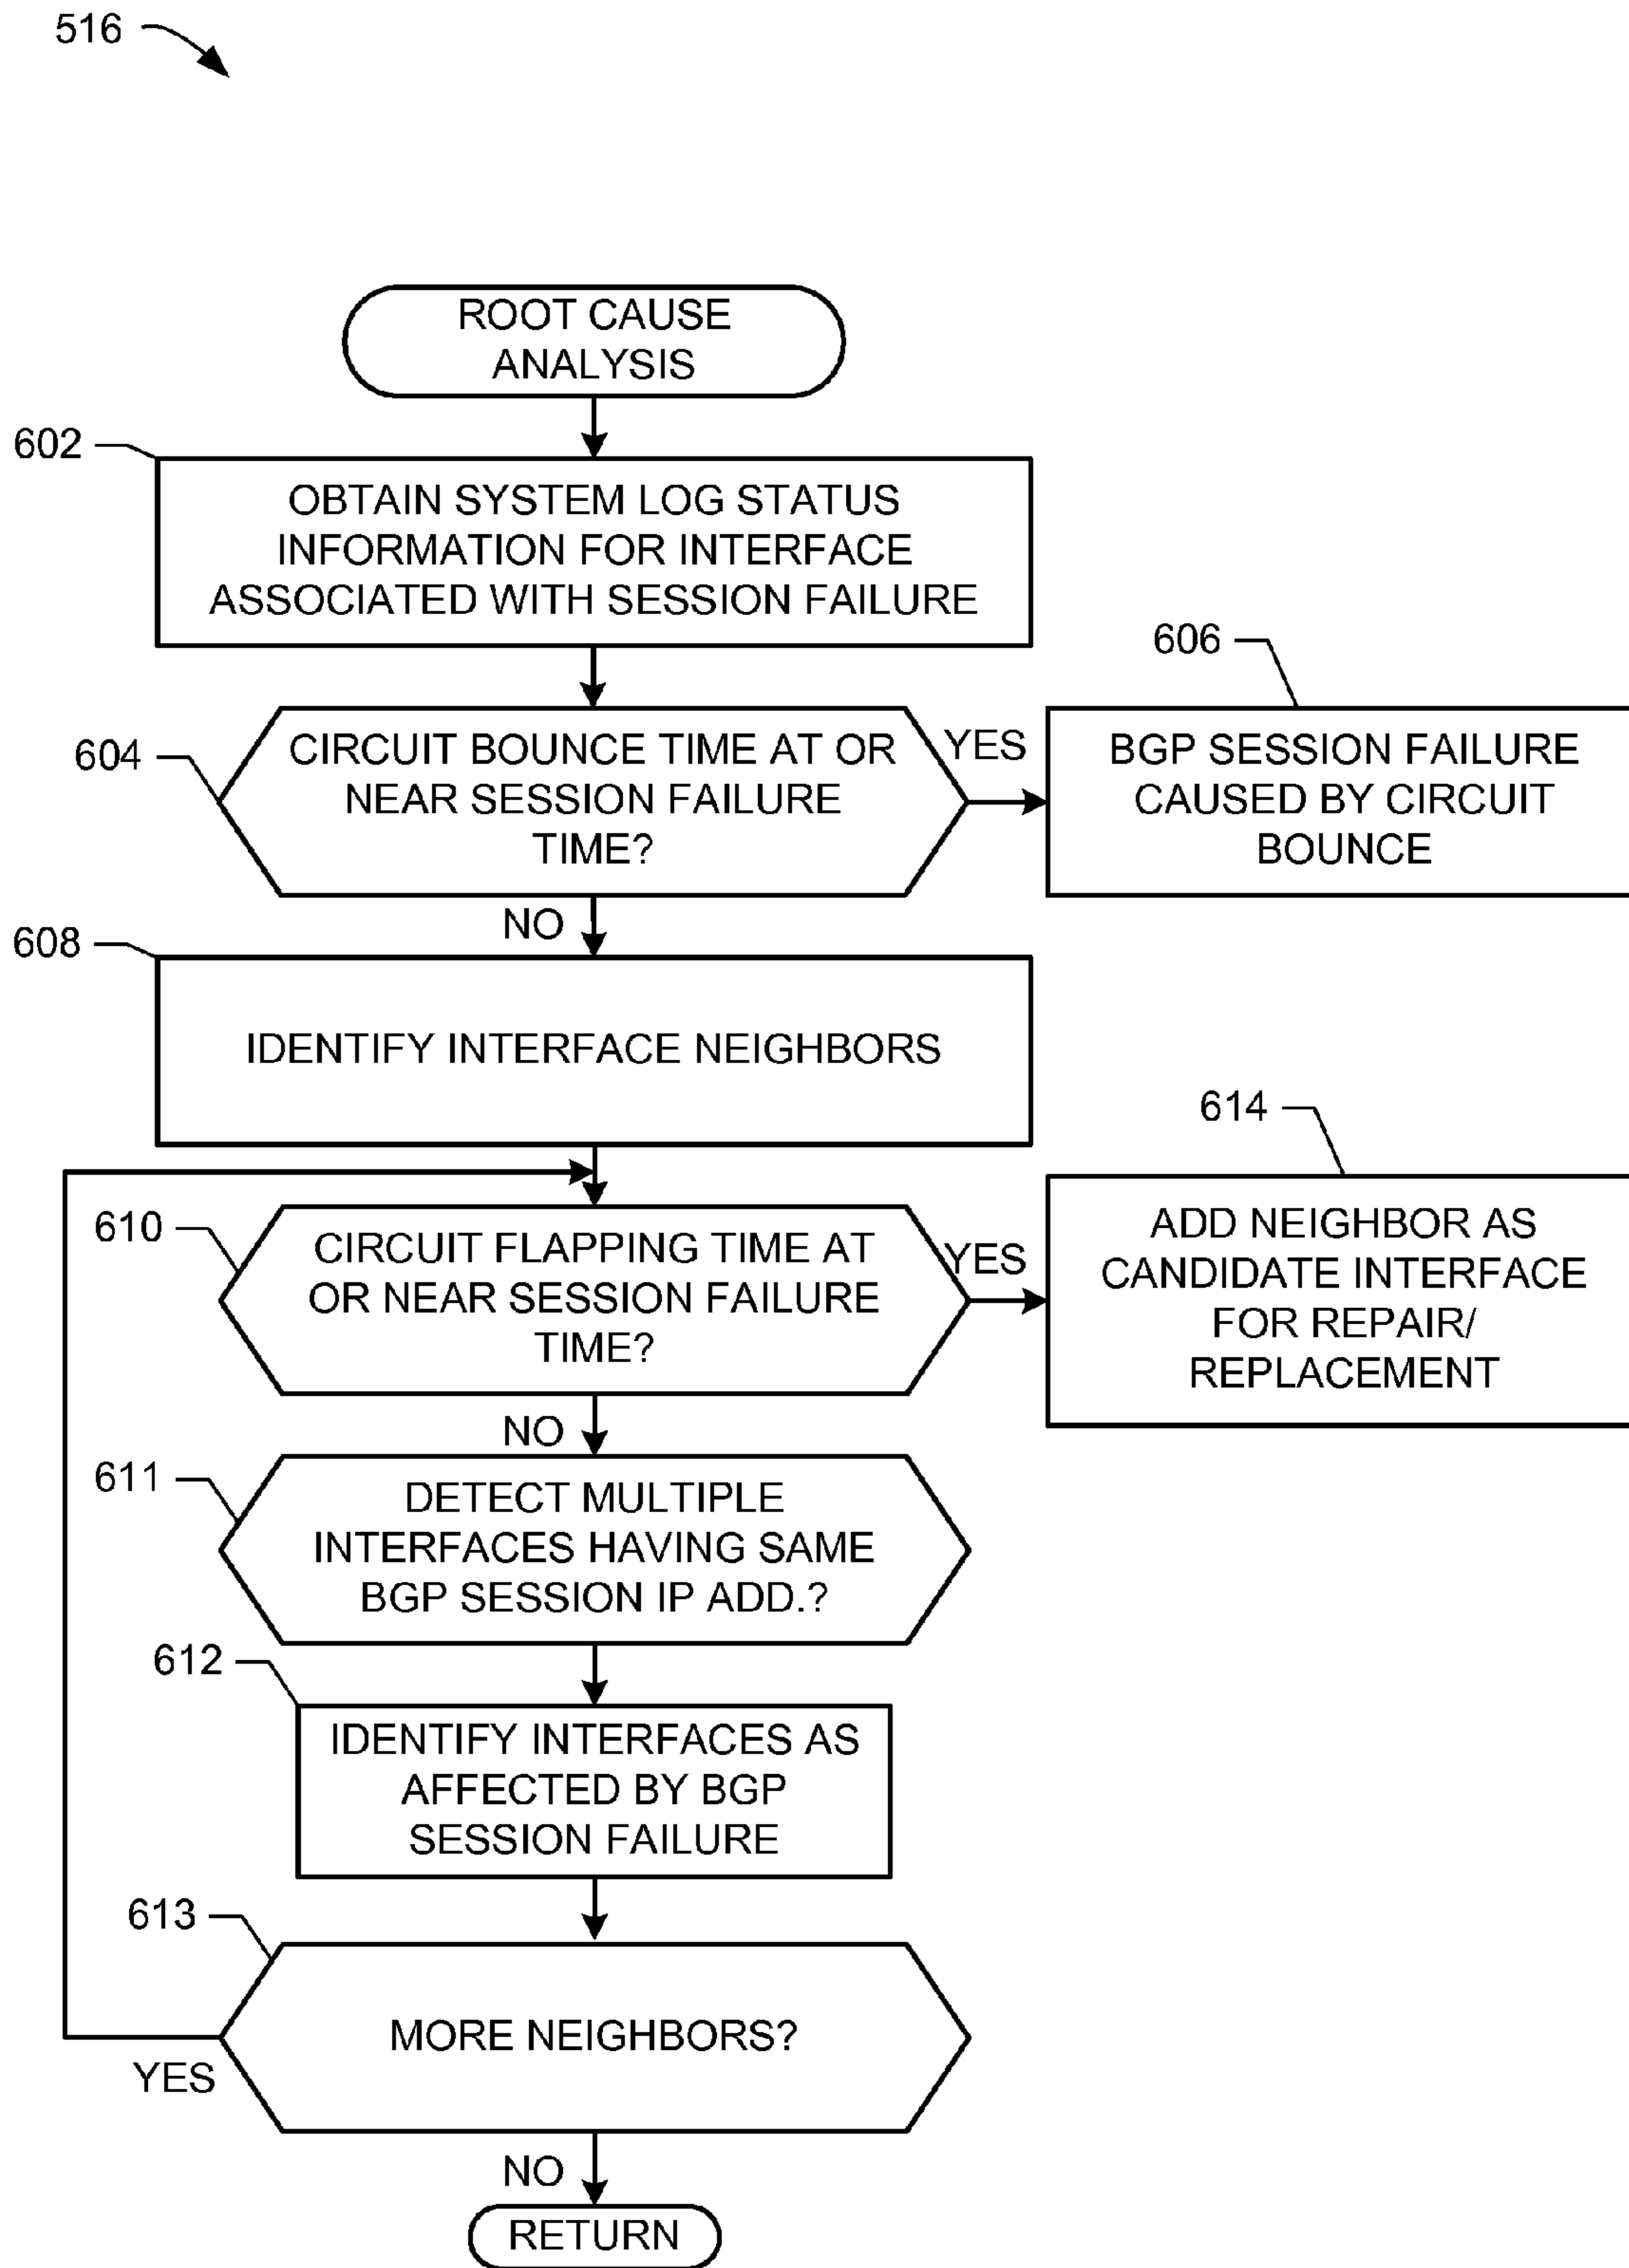 516
ROOT CAUSE
ANALYSIS
602
OBTAIN SYSTEM LOG STATUS
INFORMATION FOR INTERFACE
ASSOCIATED WITH SESSION FAILURE
604
CIRCUIT BOUNCE TIME AT OR
NEAR SESSION FAILURE
TIME?
YES
606
BGP SESSION FAILURE
CAUSED BY CIRCUIT
BOUNCE
NO
608
IDENTIFY INTERFACE NEIGHBORS
610
CIRCUIT FLAPPING TIME AT
OR NEAR SESSION FAILURE
TIME?
YES
614
ADD NEIGHBOR AS
CANDIDATE INTERFACE
FOR REPAIR/
REPLACEMENT
NO
611
DETECT MULTIPLE
INTERFACES HAVING SAME
BGP SESSION IP ADD.?
612
IDENTIFY INTERFACES AS
AFFECTED BY BGP
SESSION FAILURE
613
MORE NEIGHBORS?
YES
NO
RETURN